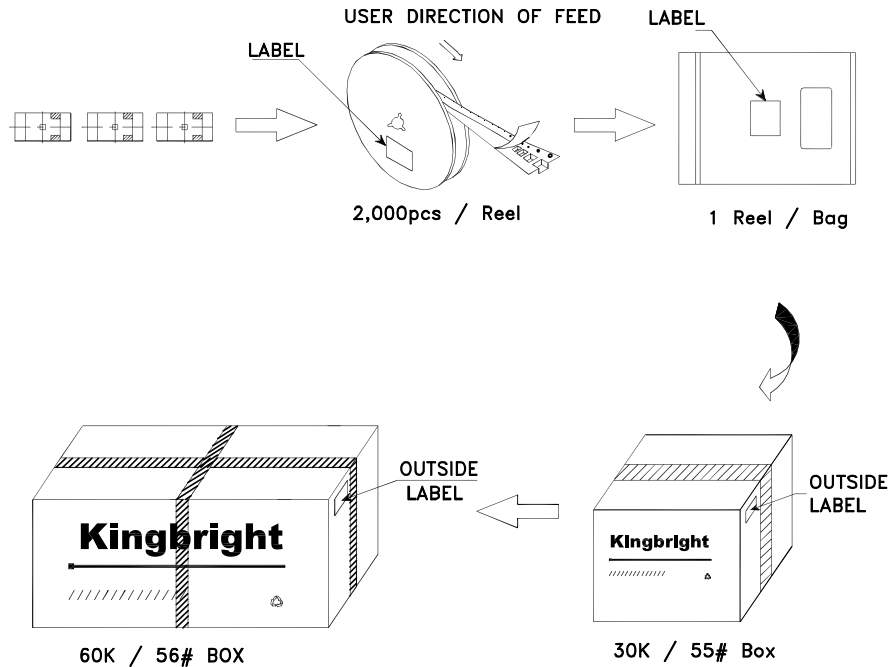 USER DIRECTION OF FEED
LABEL
LABEL
2,000pcs / Reel
1 Reel / Bag
OUTSIDE
LABEL
OUTSIDE
LABEL
Kingbright
Kingbright
60K / 56# BOX
30K / 55# Box